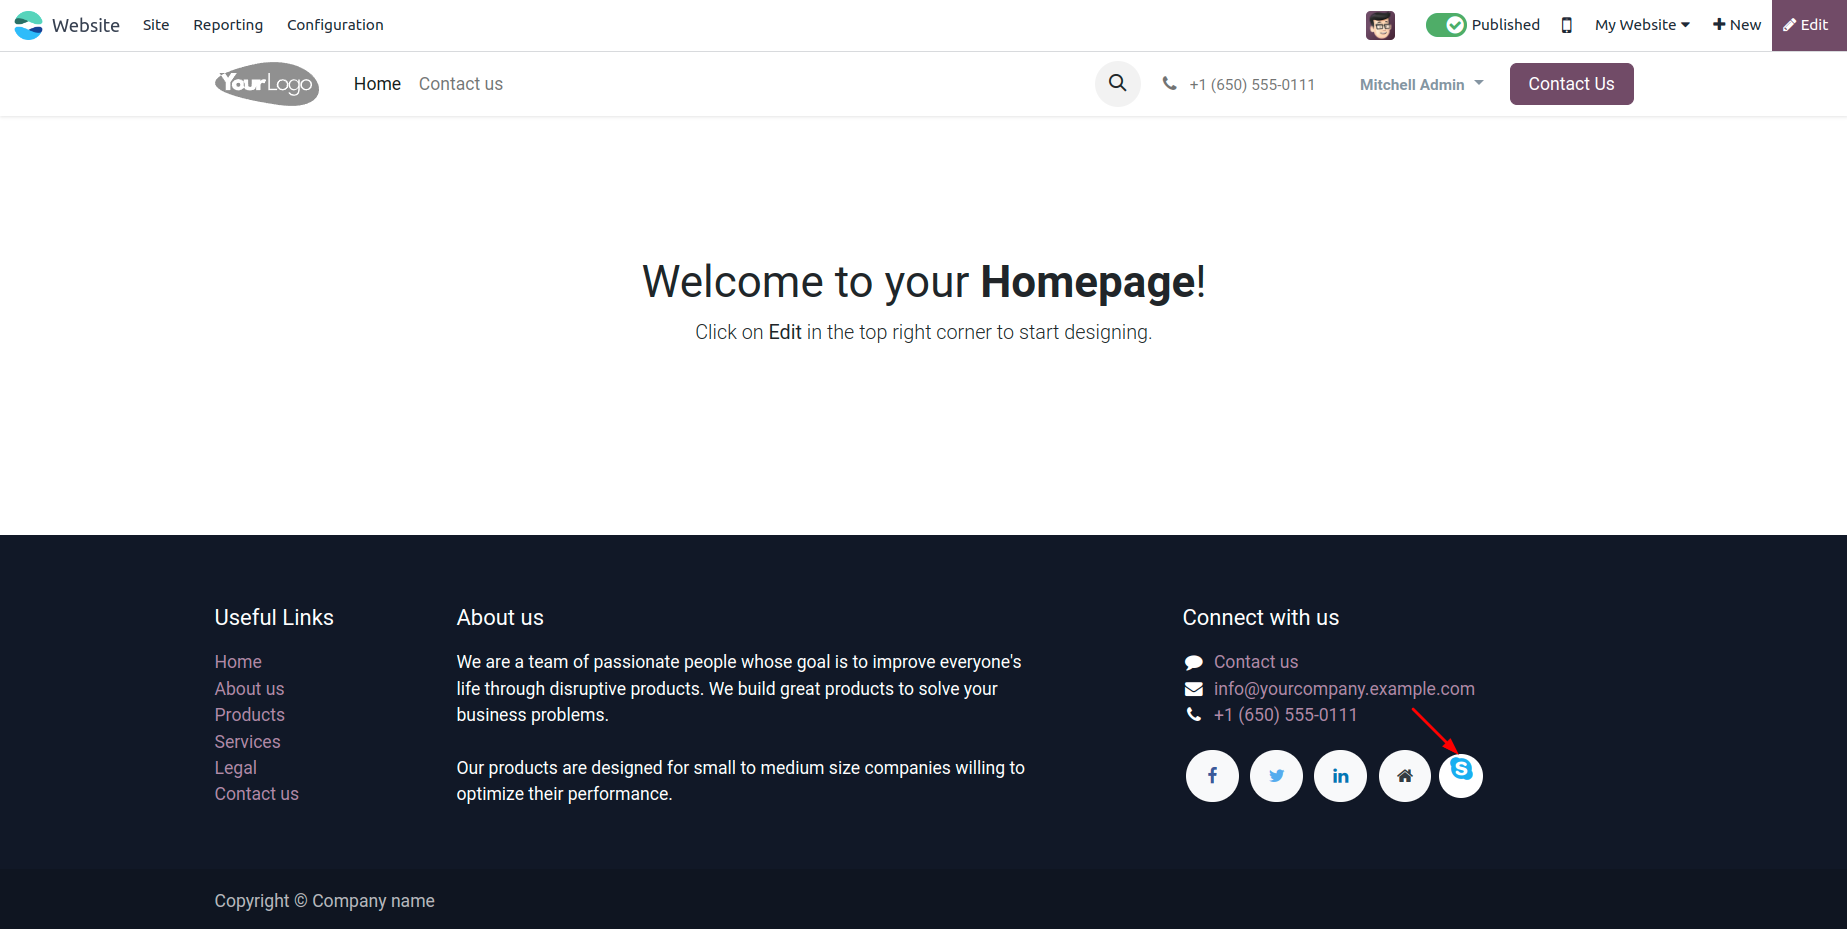 Website Site Reporting Configuration Published My Website New Edit
YourLogo Home Contact us +1 (650) 555-0111 Mitchell Admin Contact Us
Welcome to your Homepage!
Click on Edit in the top right corner to start designing.
Useful Links
Home
About us
Products
Services
Legal
Contact us
About us
We are a team of passionate people whose goal is to improve everyone's
life through disruptive products. We build great products to solve your
business problems.
Our products are designed for small to medium size companies willing to
optimize their performance.
Connect with us
Contact us
info@yourcompany.example.com
+1 (650) 555-0111
Copyright © Company name